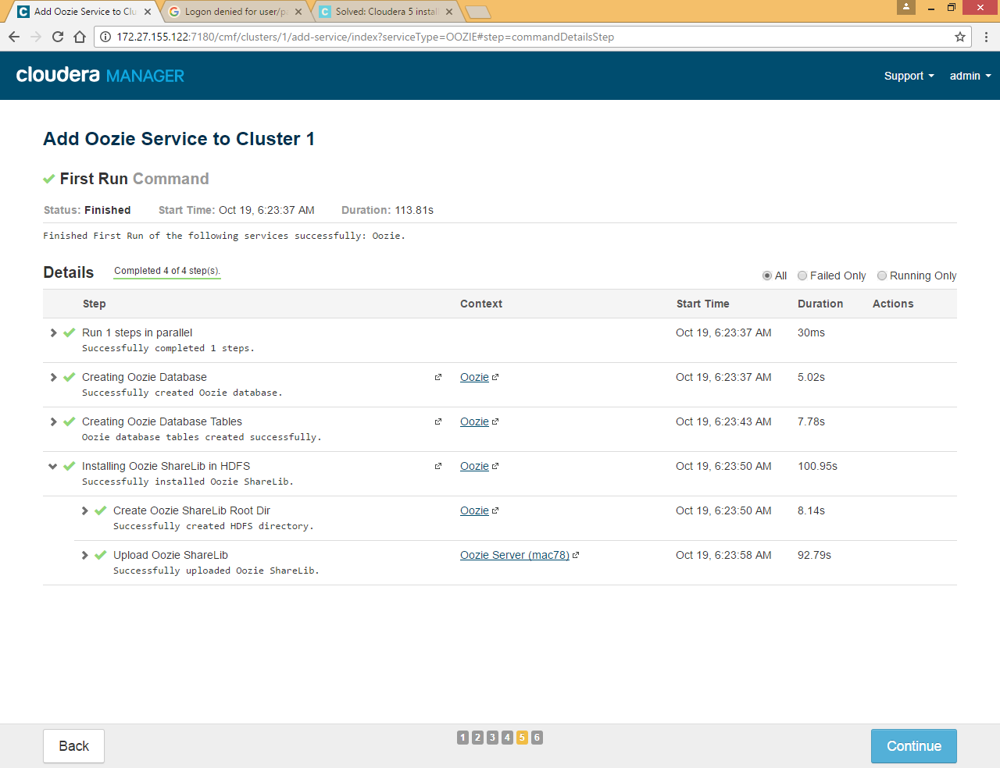 Add Oozie Service to Clu
Logon denied for user/pa
Solved: Cloudera 5 instal
172.27.155.122:7180/cmf/clusters/1/add-service/index?serviceType=OOZIE#step=commandDetailsStep
cloudera MANAGER
Support
admin
Add Oozie Service to Cluster 1
First Run Command
Status: Finished
Start Time: Oct 19, 6:23:37 AM
Duration: 113.81s
Finished First Run of the following services successfully: Oozie.
Details
Completed 4 of 4 step(s).
All
Failed Only
Running Only
Step Context Start Time Duration Actions
Run 1 steps in parallel Oct 19, 6:23:37 AM 30ms
Successfully completed 1 steps.
Creating Oozie Database Oozie Oct 19, 6:23:37 AM 5.02s
Successfully created Oozie database.
Creating Oozie Database Tables Oozie Oct 19, 6:23:43 AM 7.78s
Oozie database tables created successfully.
Installing Oozie ShareLib in HDFS Oozie Oct 19, 6:23:50 AM 100.95s
Successfully installed Oozie ShareLib.
Create Oozie ShareLib Root Dir Oozie Oct 19, 6:23:50 AM 8.14s
Successfully created HDFS directory.
Upload Oozie ShareLib Oozie Server (mac78) Oct 19, 6:23:58 AM 92.79s
Successfully uploaded Oozie ShareLib.
Back
1 2 3 4 5 6
Continue